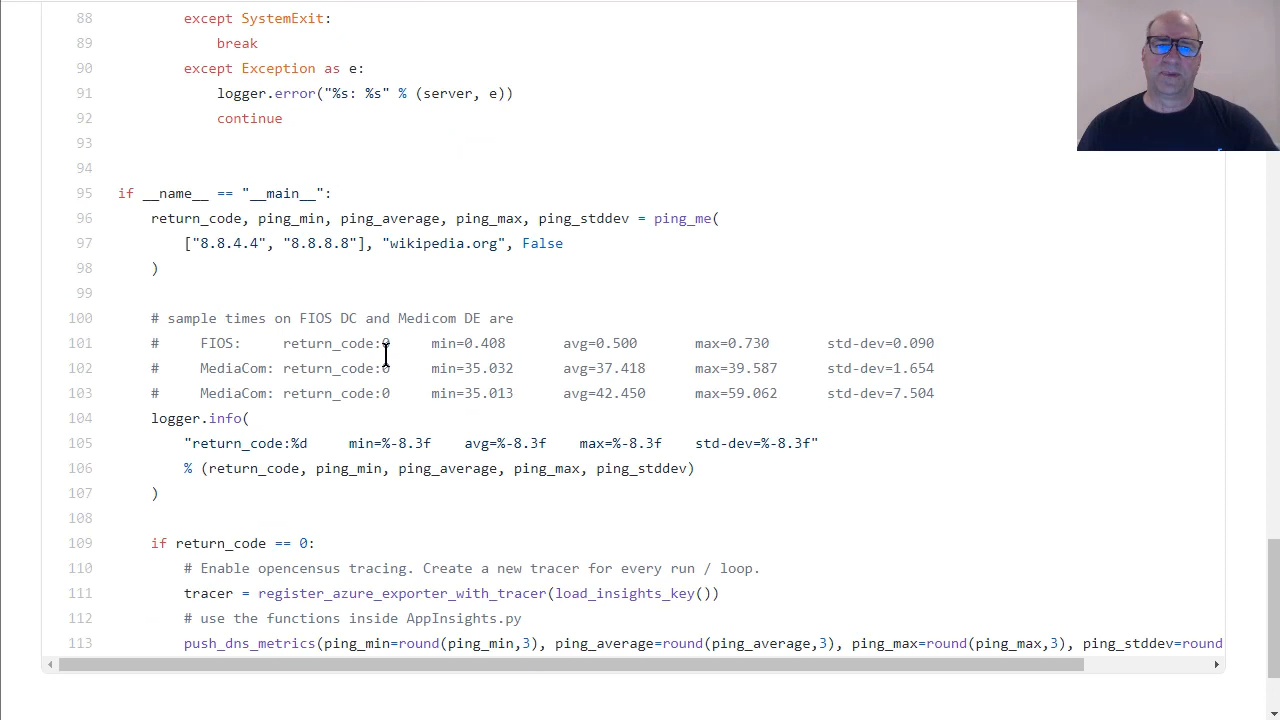 88 except SystemExit:
89 break
90 except Exception as e:
91 logger.error("%s: %s" % (server, e))
92 continue
93
94
95 if __name__ == "__main__":
96 return_code, ping_min, ping_average, ping_max, ping_stddev = ping_me(
97 ["8.8.4.4", "8.8.8.8"], "wikipedia.org", False
98 )
99
100 # sample times on FIOS DC and Medicom DE are
101 # FIOS: return_code:0 min=0.408 avg=0.500 max=0.730 std-dev=0.090
102 # MediaCom: return_code:0 min=35.032 avg=37.418 max=39.587 std-dev=1.654
103 # MediaCom: return_code:0 min=35.013 avg=42.450 max=59.062 std-dev=7.504
104 logger.info(
105 "return_code:%d min=%-8.3f avg=%-8.3f max=%-8.3f std-dev=%-8.3f"
106 % (return_code, ping_min, ping_average, ping_max, ping_stddev)
107 )
108
109 if return_code == 0:
110 # Enable opencensus tracing. Create a new tracer for every run / loop.
111 tracer = register_azure_exporter_with_tracer(load_insights_key())
112 # use the functions inside AppInsights.py
113 push_dns_metrics(ping_min=round(ping_min,3), ping_average=round(ping_average,3), ping_max=round(ping_max,3), ping_stddev=round